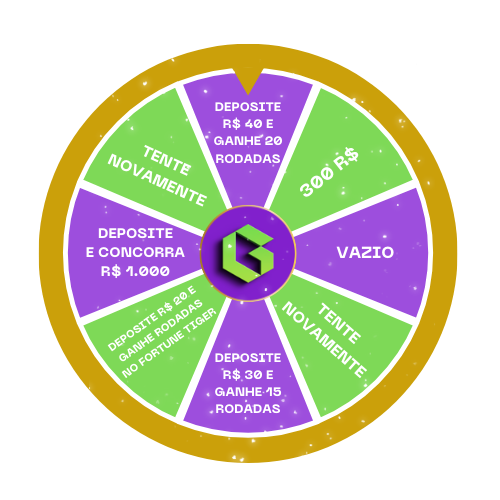 DEPOSITE
R$ 40 E
GANHE 20
RODADAS
300 R$
VAZIO
TENTE
NOVAMENTE
DEPOSITE
R$ 30 E
GANHE 15
RODADAS
DEPOSITE R$ 20 E
GANHE RODADAS
NO FORTUNE TIGER
DEPOSITE
E CONCORRA
R$ 1.000
TENTE
NOVAMENTE